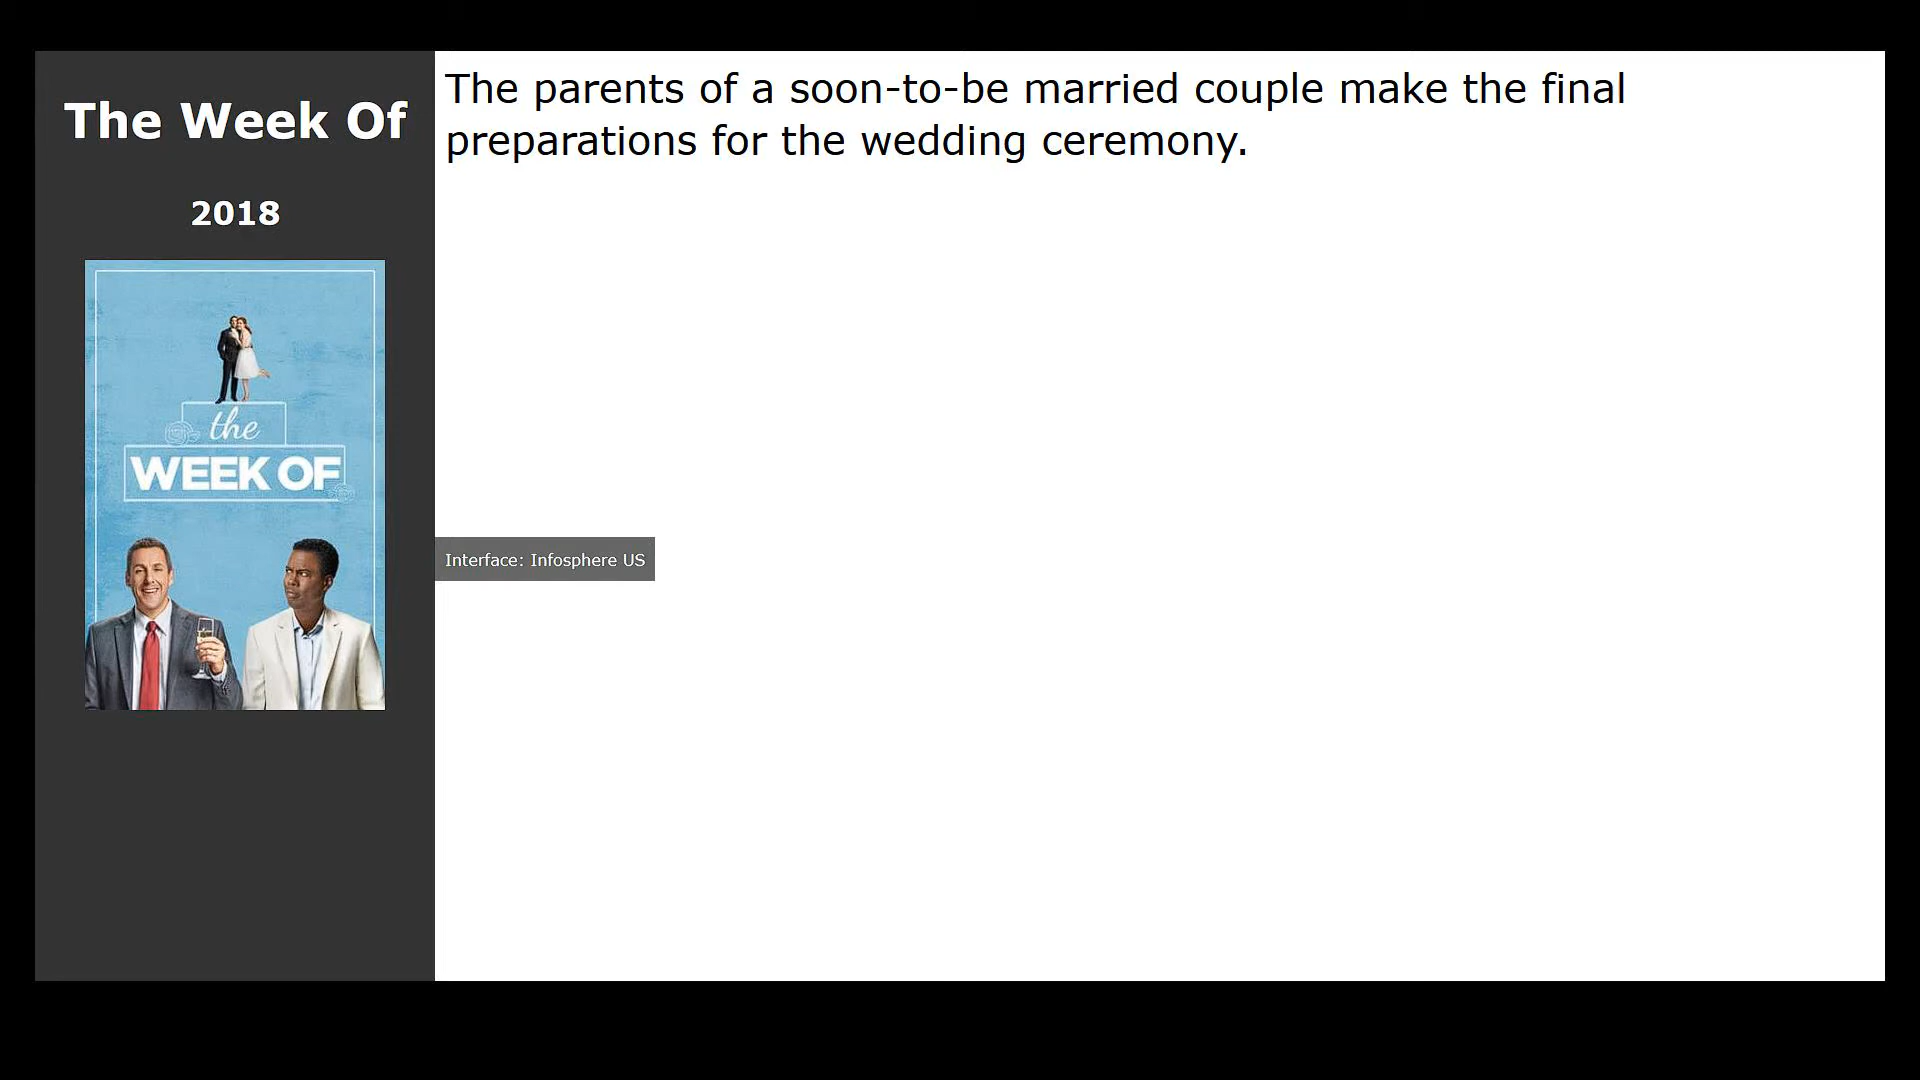 The Week Of
2018
the
WEEK OF
The parents of a soon-to-be married couple make the final
preparations for the wedding ceremony.
Interface: Infosphere US